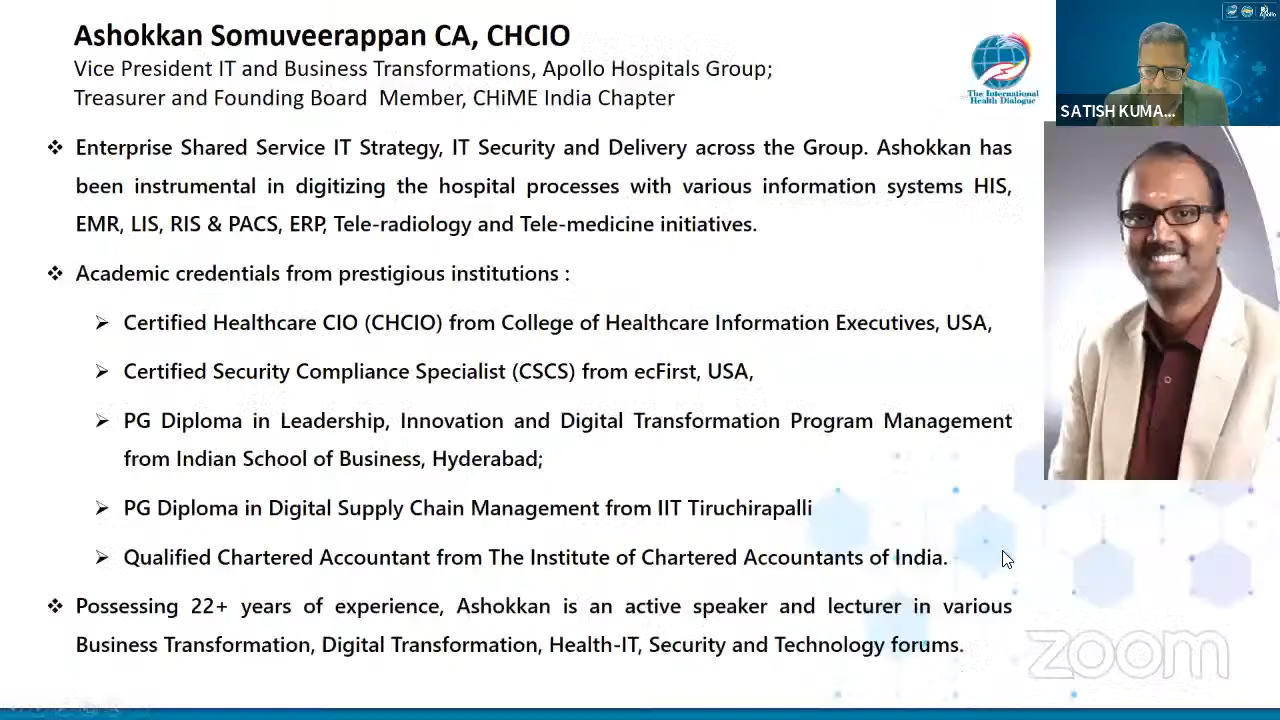 Ashokkan Somuveerappan CA, CHCIO
Vice President IT and Business Transformations, Apollo Hospitals Group;
Treasurer and Founding Board Member, CHiME India Chapter
The International
Health Dialogue
Apollo
SATISH KUMA...
❖ Enterprise Shared Service IT Strategy, IT Security and Delivery across the Group. Ashokkan has
been instrumental in digitizing the hospital processes with various information systems HIS,
EMR, LIS, RIS & PACS, ERP, Tele-radology and Tele-medicine initiatives.
❖ Academic credentials from prestigious institutions :
➢ Certified Healthcare CIO (CHCIO) from College of Healthcare Information Executives, USA,
➢ Certified Security Compliance Specialist (CSCS) from ecFirst, USA,
➢ PG Diploma in Leadership, Innovation and Digital Transformation Program Management
from Indian School of Business, Hyderabad;
➢ PG Diploma in Digital Supply Chain Management from IIT Tiruchirapalli
➢ Qualified Chartered Accountant from The Institute of Chartered Accountants of India.
❖ Possessing 22+ years of experience, Ashokkan is an active speaker and lecturer in various
Business Transformation, Digital Transformation, Health-IT, Security and Technology forums.
zoom